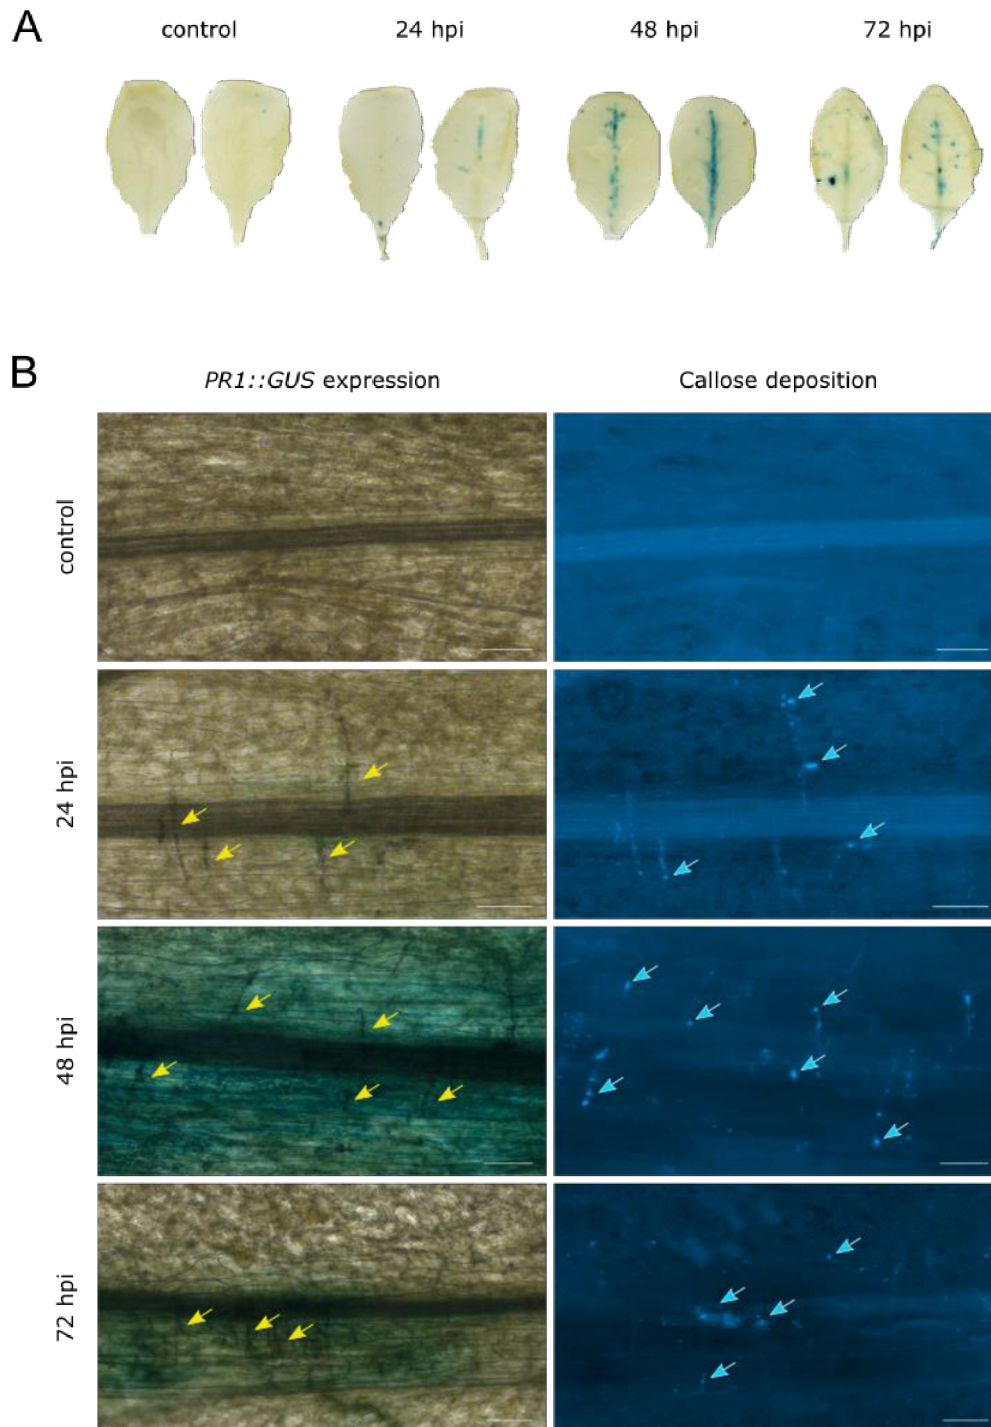 A
control 24 hpi 48 hpi 72 hpi
B
PR1::GUS expression Callose deposition
control
24 hpi
48 hpi
72 hpi